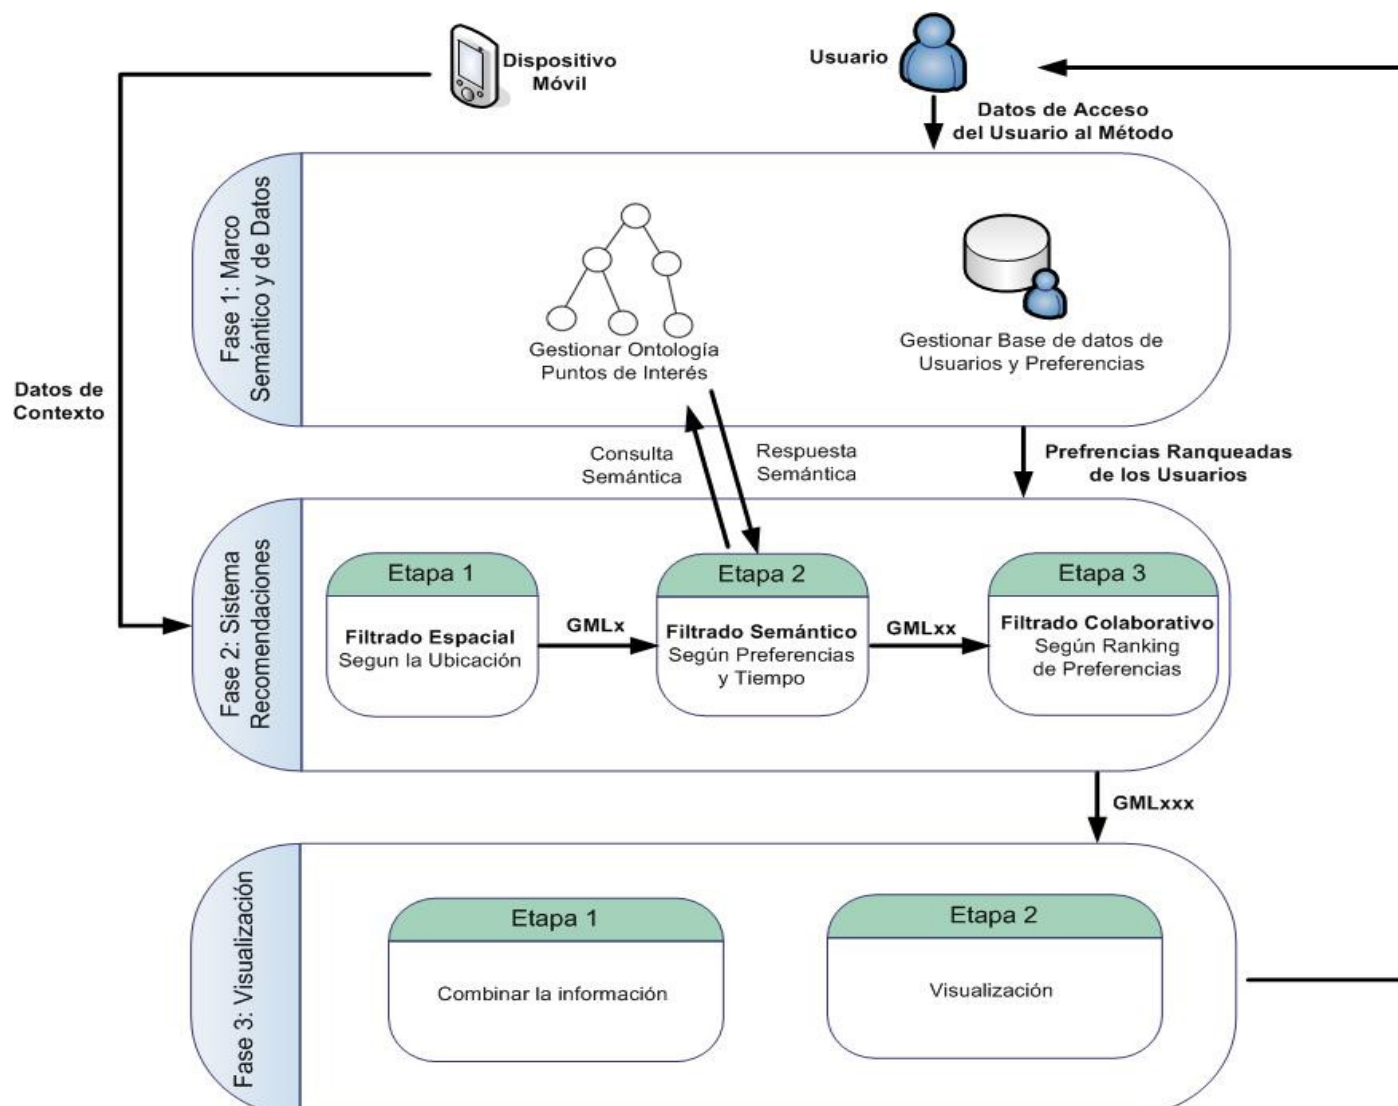 Dispositivo
Móvil
Usuario
Datos de Acceso
del Usuario al Método
Fase 1: Marco
Semántico y de Datos
Gestionar Ontología
Puntos de Interés
Gestionar Base de datos de
Usuarios y Preferencias
Datos de
Contexto
Consulta
Semántica
Respuesta
Semántica
Prefrencias Ranqueadas
de los Usuarios
Fase 2: Sistema
Recomendaciones
Etapa 1
Filtrado Espacial
Segun la Ubicación
GMLx
Etapa 2
Filtrado Semántico
Según Preferencias
y Tiempo
GMLxx
Etapa 3
Filtrado Colaborativo
Según Ranking
de Preferencias
GMLxxx
Fase 3: Visualización
Etapa 1
Combinar la información
Etapa 2
Visualización